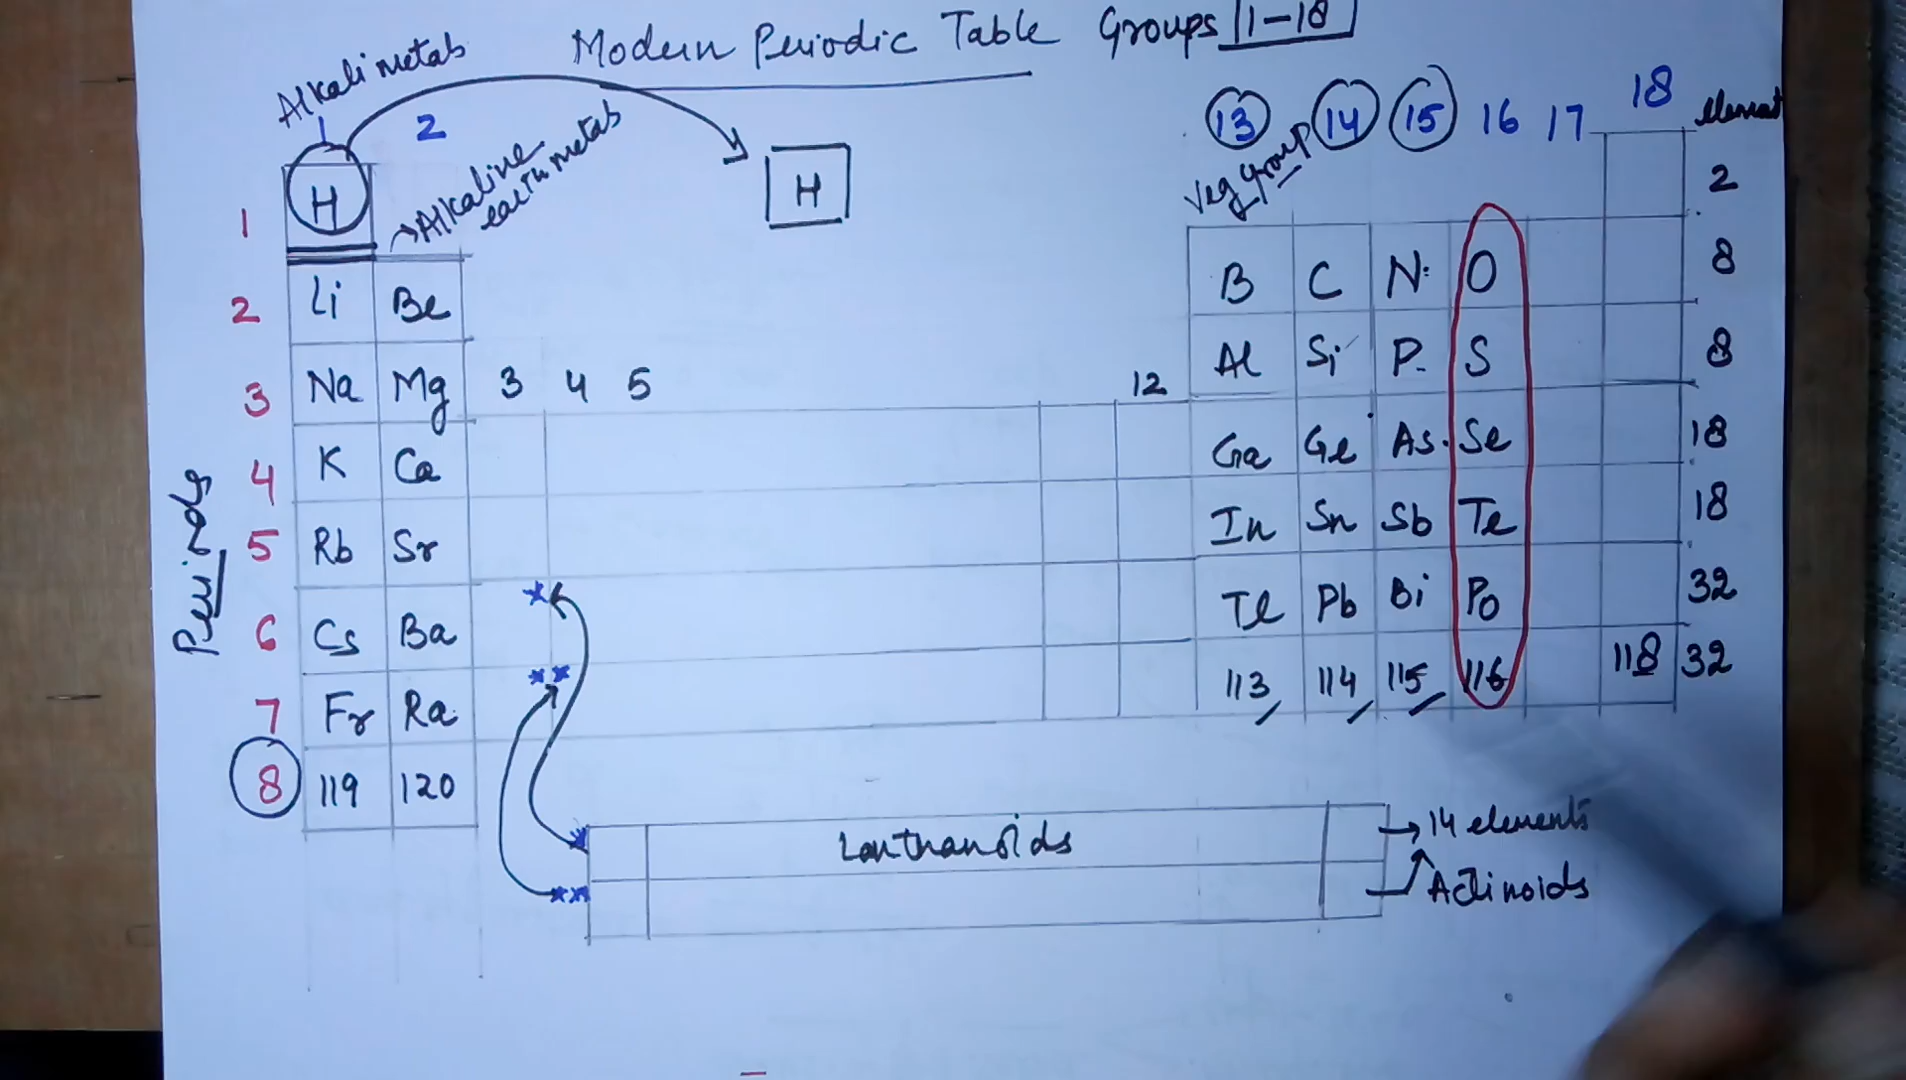 Modern Periodic Table Groups 1-18
Alkali metals
1 2
→ Alkaline earth metals
H
13 14 15 16 17 18 element
Veg group
1 H 2
2 Li Be B C N O 8
3 Na Mg 3 4 5 12 Al Si P S 8
4 K Ca Ga Ge As Se 18
5 Rb Sr In Sn Sb Te 18
6 Cs Ba * Tl Pb Bi Po 32
7 Fr Ra ** 113 114 115 116 118 32
8 119 120
Periods
* Lanthanoids → 14 elements
** Actinoids